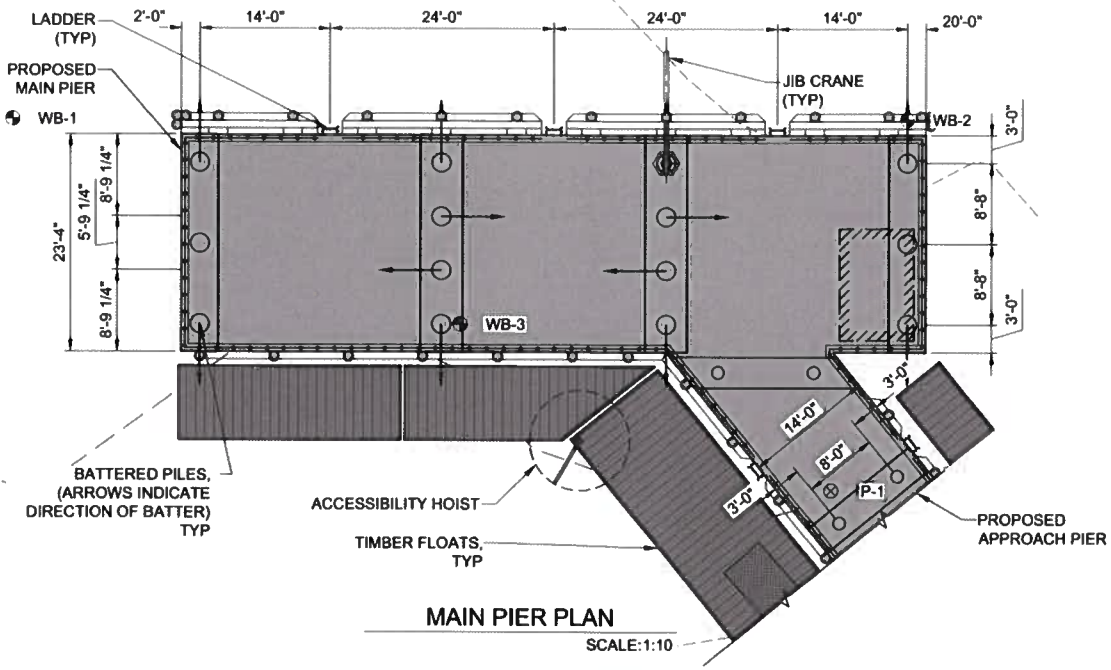 2'-0"
14'-0"
24'-0"
24'-0"
14'-0"
20'-0"
LADDER
(TYP)
PROPOSED
MAIN PIER
WB-1
JIB CRANE
(TYP)
WB-2
3'-0"
8'-9 1/4"
5'-9 1/4"
8'-9 1/4"
23'-4"
8'-8"
8'-8"
3'-0"
WB-3
3'-0"
14'-0"
8'-0"
3'-0"
P-1
BATTERED PILES,
(ARROWS INDICATE
DIRECTION OF BATTER)
TYP
ACCESSIBILITY HOIST
TIMBER FLOATS,
TYP
PROPOSED
APPROACH PIER
MAIN PIER PLAN
SCALE:1:10